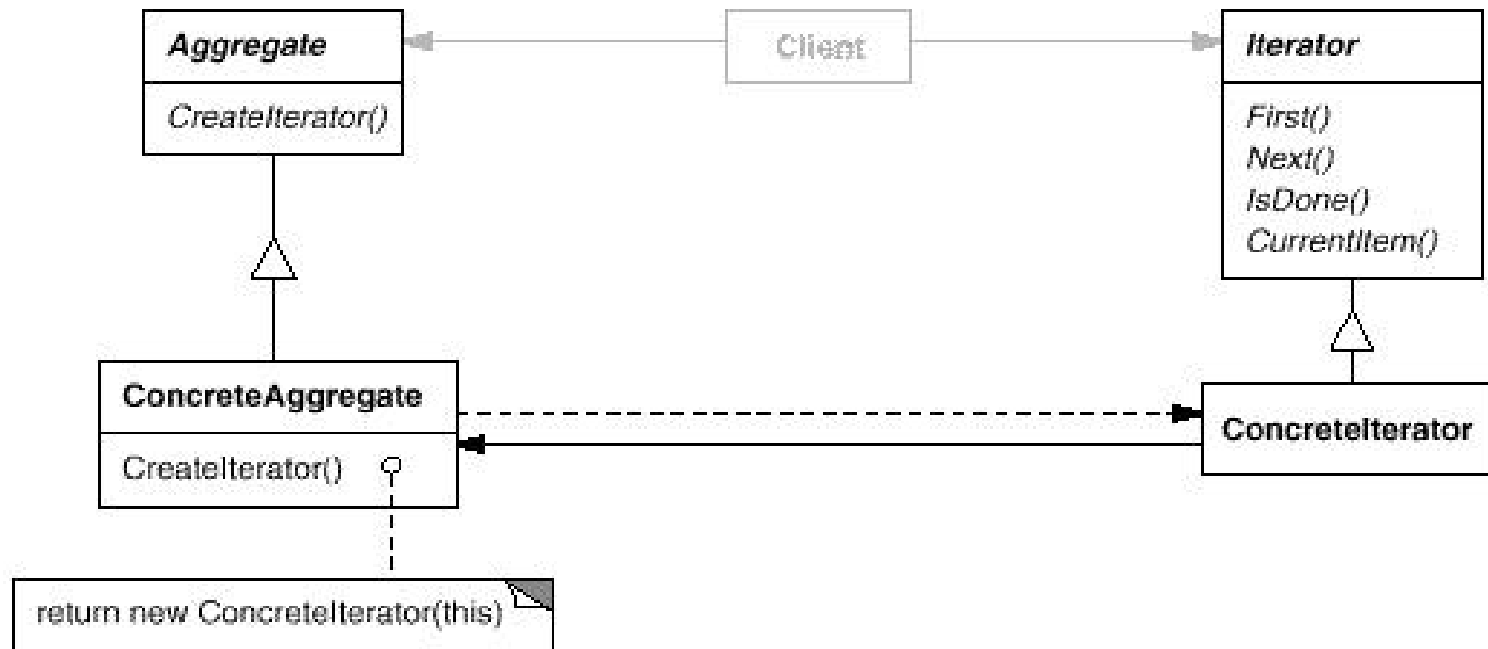 Aggregate
CreateIterator()
Client
Iterator
First()
Next()
IsDone()
CurrentItem()
ConcreteAggregate
CreateIterator()
ConcreteIterator
return new ConcreteIterator(this)